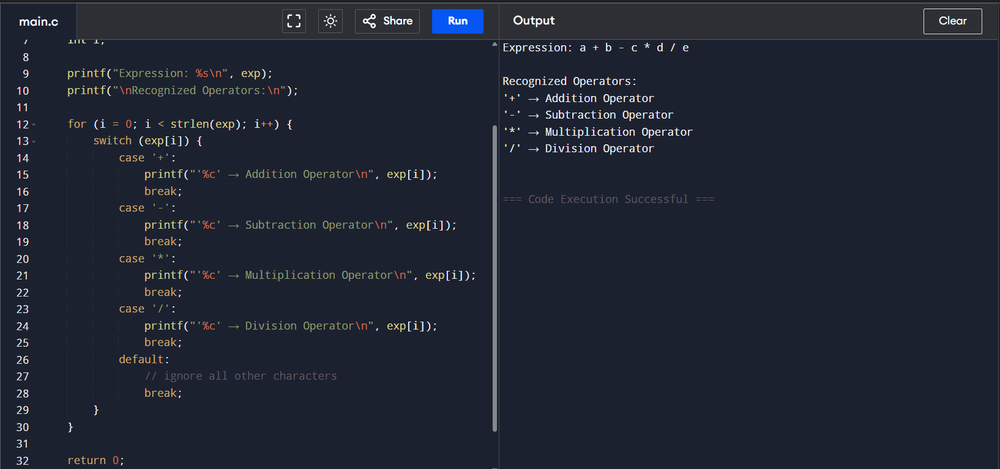 main.c
Share
Run
Output
Clear
7 int i;
8
9 printf("Expression: %s\n", exp);
10 printf("\nRecognized Operators:\n");
11
12 for (i = 0; i < strlen(exp); i++) {
13 switch (exp[i]) {
14 case '+':
15 printf("'%c' → Addition Operator\n", exp[i]);
16 break;
17 case '-':
18 printf("'%c' → Subtraction Operator\n", exp[i]);
19 break;
20 case '*':
21 printf("'%c' → Multiplication Operator\n", exp[i]);
22 break;
23 case '/':
24 printf("'%c' → Division Operator\n", exp[i]);
25 break;
26 default:
27 // ignore all other characters
28 break;
29 }
30 }
31
32 return 0;
Expression: a + b - c * d / e
Recognized Operators:
'+' → Addition Operator
'-' → Subtraction Operator
'*' → Multiplication Operator
'/' → Division Operator
=== Code Execution Successful ===